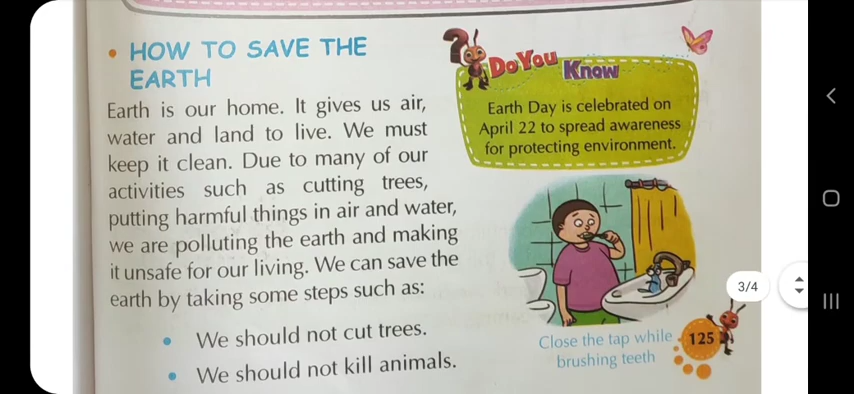 • HOW TO SAVE THE
EARTH
Earth is our home. It gives us air,
water and land to live. We must
keep it clean. Due to many of our
activities such as cutting trees,
putting harmful things in air and water,
we are polluting the earth and making
it unsafe for our living. We can save the
earth by taking some steps such as:
• We should not cut trees.
• We should not kill animals.
? Do You Know
Earth Day is celebrated on
April 22 to spread awareness
for protecting environment.
Close the tap while
brushing teeth
125
3/4